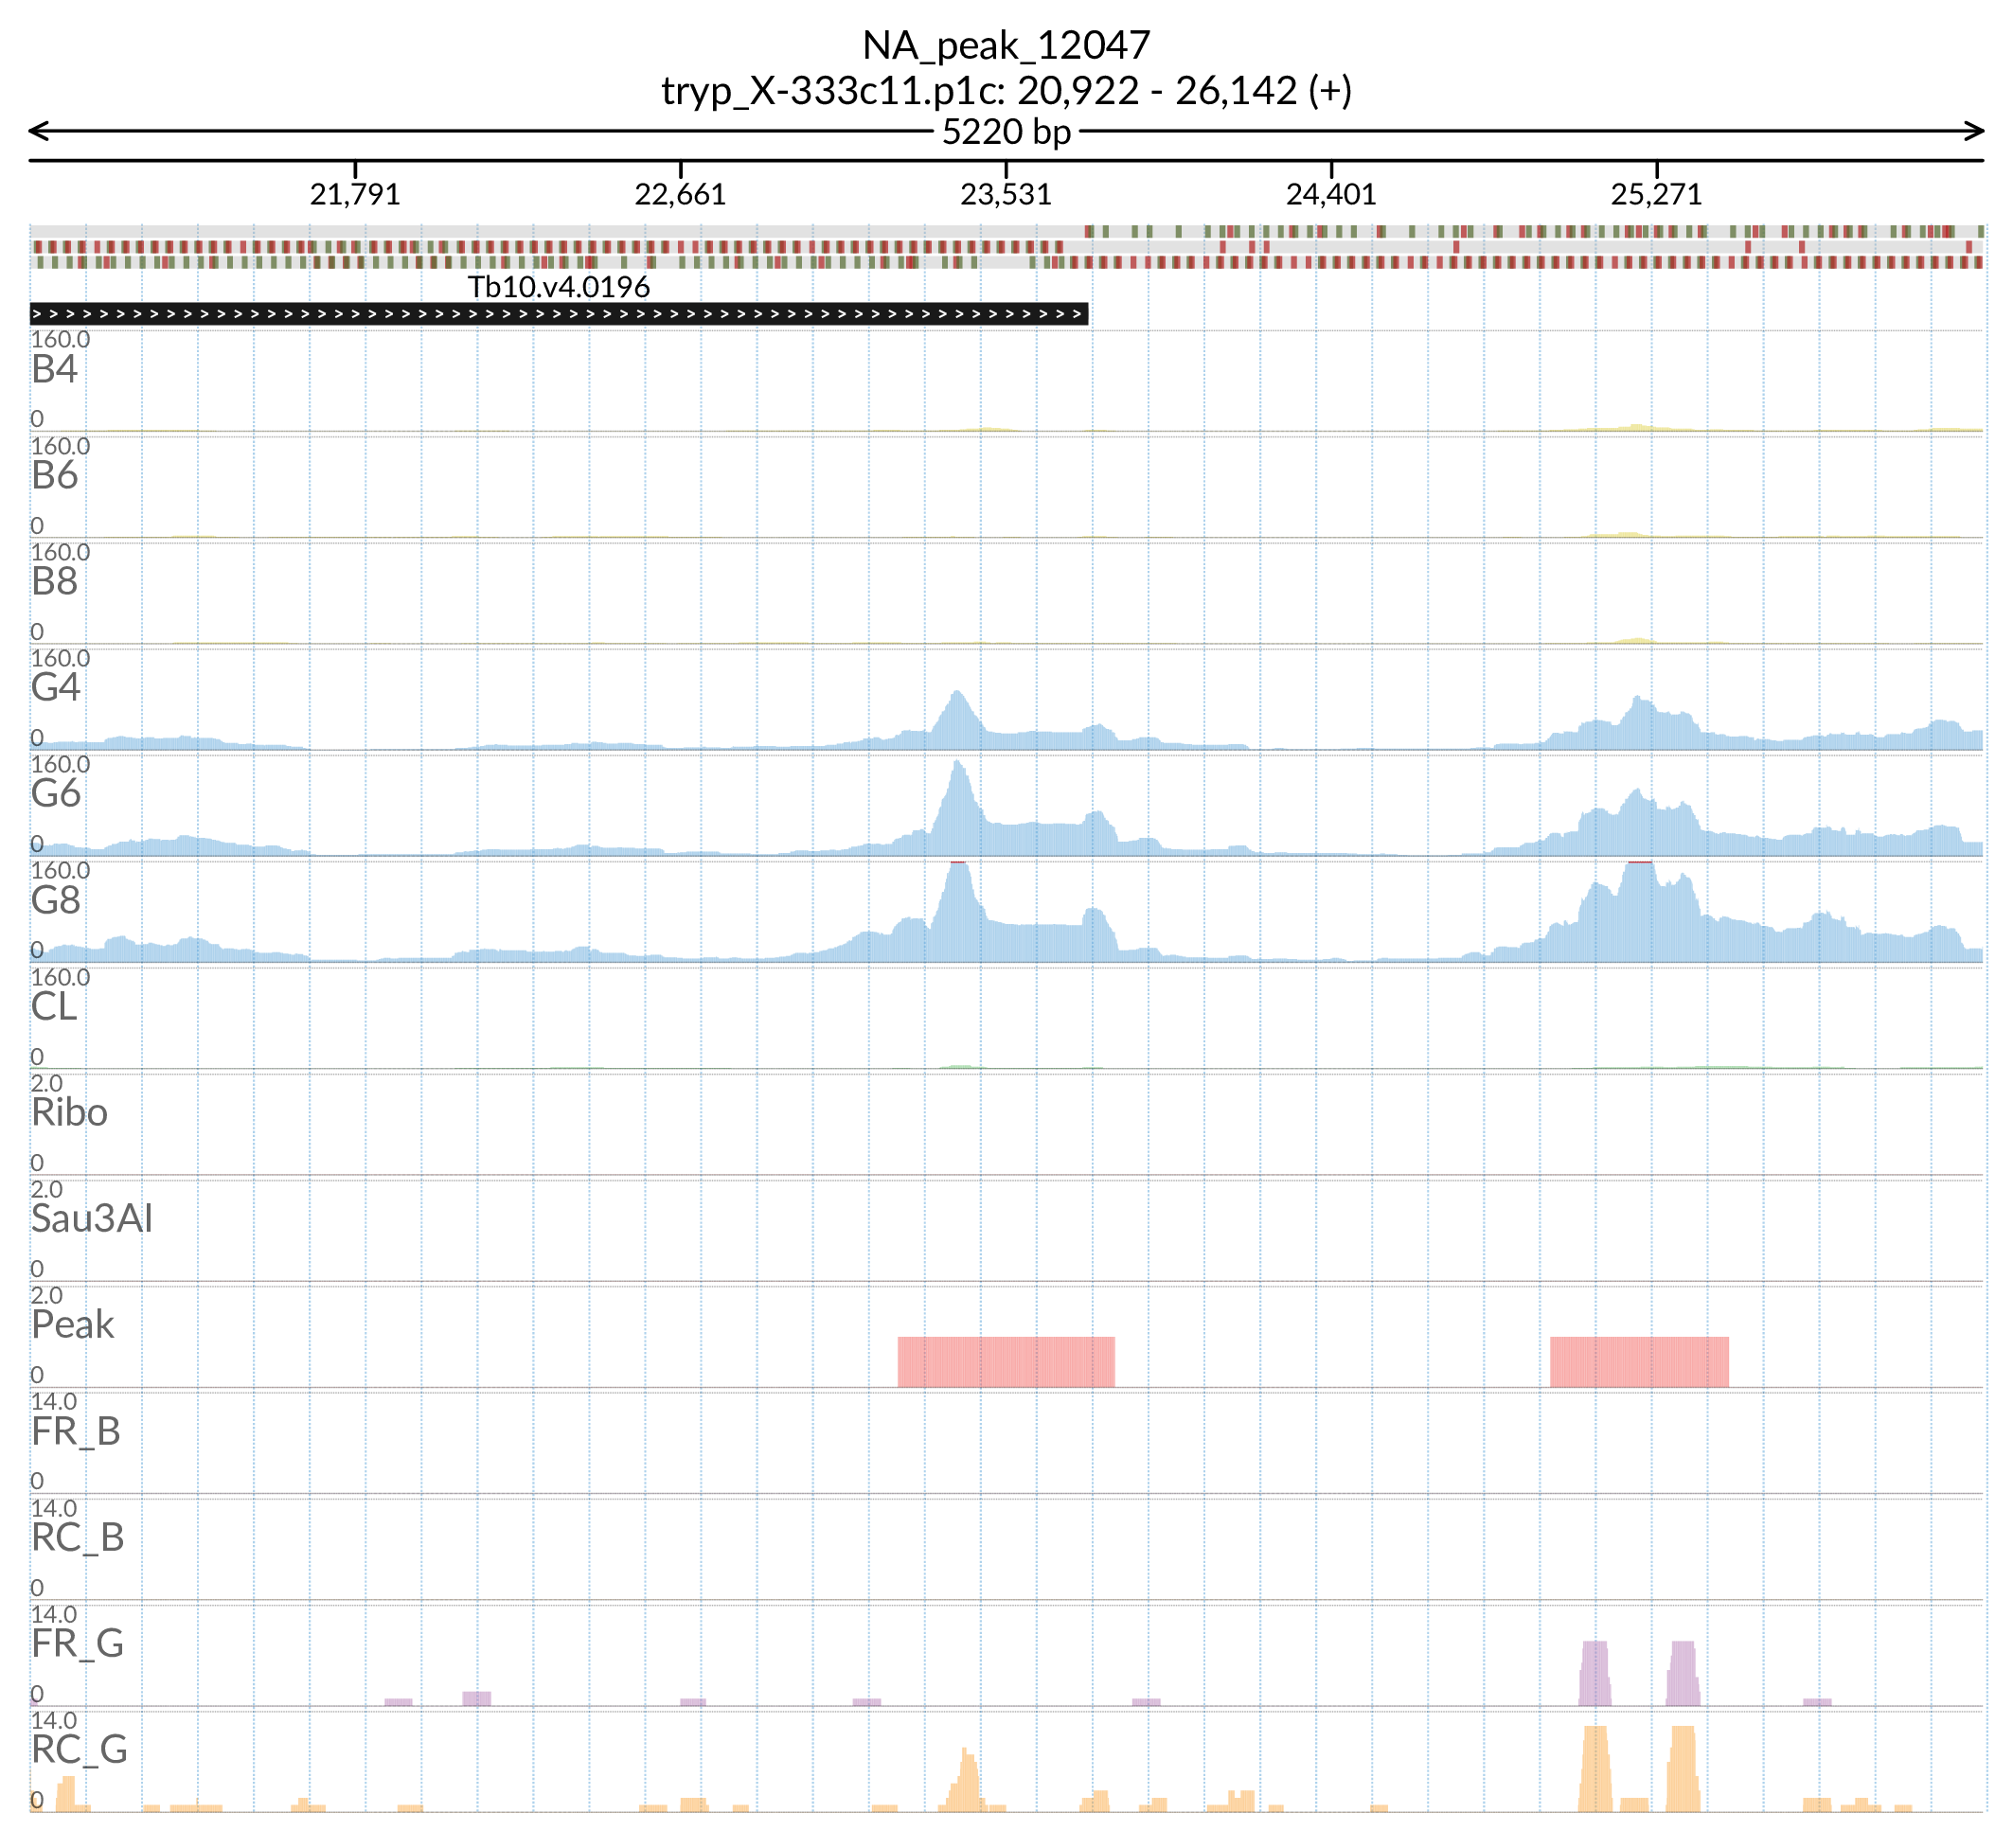 NA_peak_12047
tryp_X-333c11.p1c: 20,922 - 26,142 (+)
5220 bp
21,791 22,661 23,531 24,401 25,271
Tb10.v4.0196
160.0
B4
0
160.0
B6
0
160.0
B8
0
160.0
G4
0
160.0
G6
0
160.0
G8
0
160.0
CL
0
2.0
Ribo
0
2.0
Sau3AI
0
2.0
Peak
0
14.0
FR_B
0
14.0
RC_B
0
14.0
FR_G
0
14.0
RC_G
0